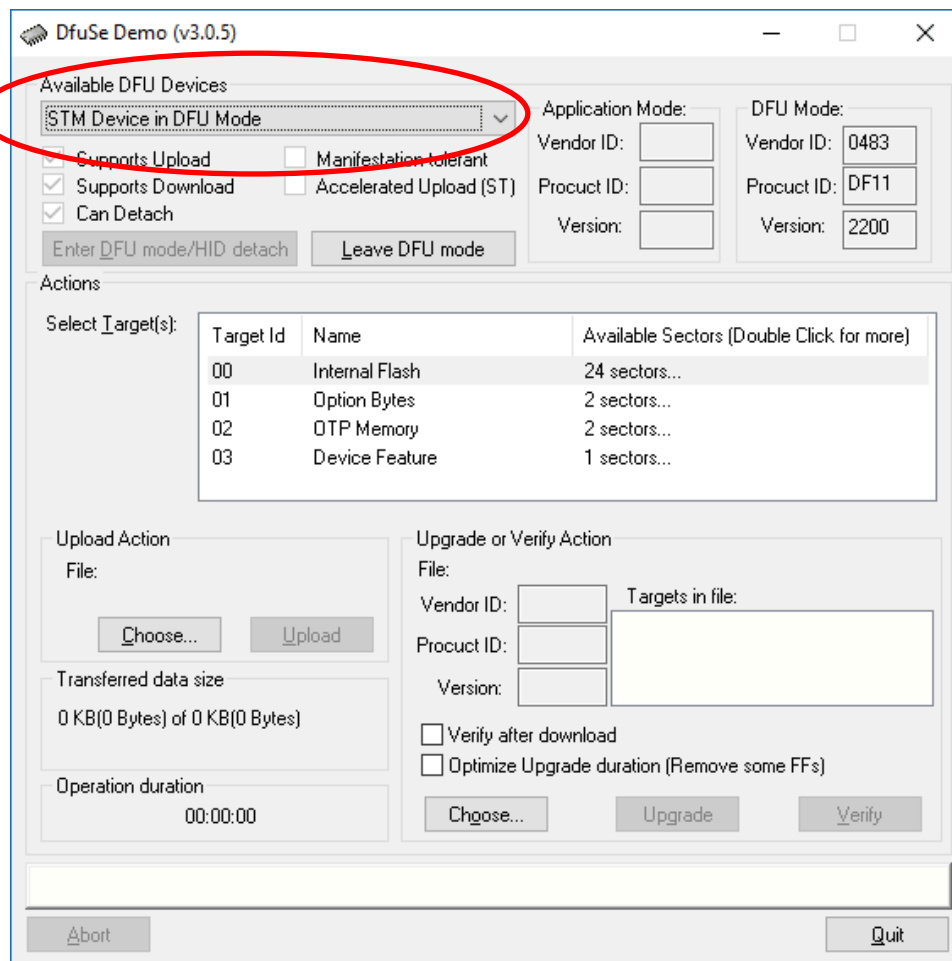 DfuSe Demo (v3.0.5)
Available DFU Devices
STM Device in DFU Mode
Supports Upload
Manifestation tolerant
Supports Download
Accelerated Upload (ST)
Can Detach
Enter DFU mode/HID detach
Leave DFU mode
Application Mode:
Vendor ID:
Procuct ID:
Version:
DFU Mode:
Vendor ID: 0483
Procuct ID: DF11
Version: 2200
Actions
Select Target(s):
Target Id Name Available Sectors (Double Click for more)
00 Internal Flash 24 sectors...
01 Option Bytes 2 sectors...
02 OTP Memory 2 sectors...
03 Device Feature 1 sectors...
Upload Action
File:
Choose... Upload
Transferred data size
0 KB(0 Bytes) of 0 KB(0 Bytes)
Operation duration
00:00:00
Upgrade or Verify Action
File:
Vendor ID:
Procuct ID:
Version:
Targets in file:
Verify after download
Optimize Upgrade duration (Remove some FFs)
Choose... Upgrade Verify
Abort Quit